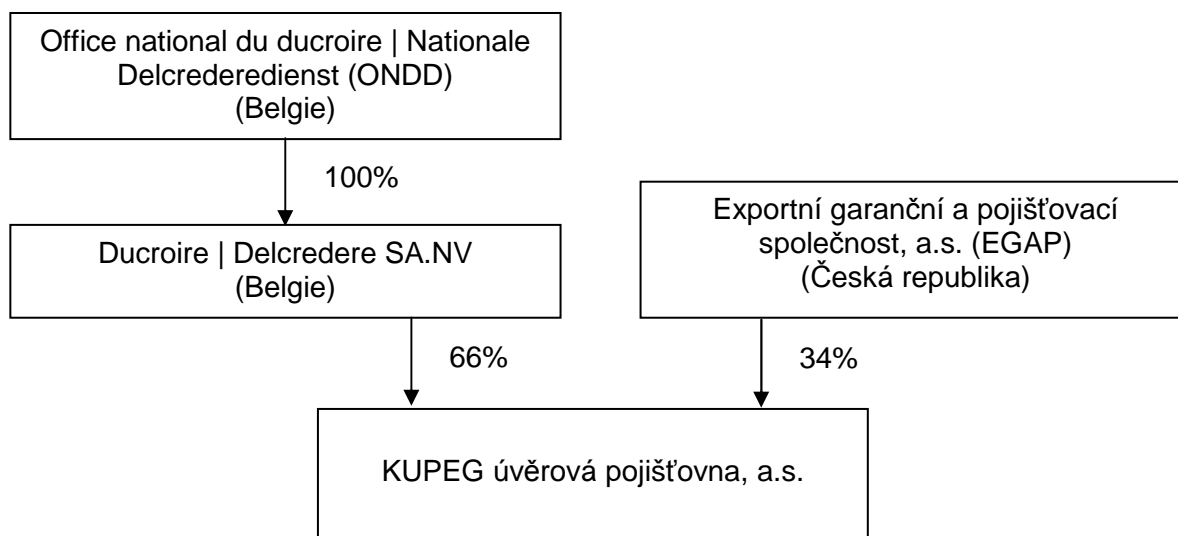 Office national du ducroire | Nationale
Delcrederedienst (ONDD)
(Belgie)
100%
Exportní garanční a pojišťovací
společnost, a.s. (EGAP)
(Česká republika)
Ducroire | Delcredere SA.NV
(Belgie)
66%
34%
KUPEG úvěrová pojišťovna, a.s.